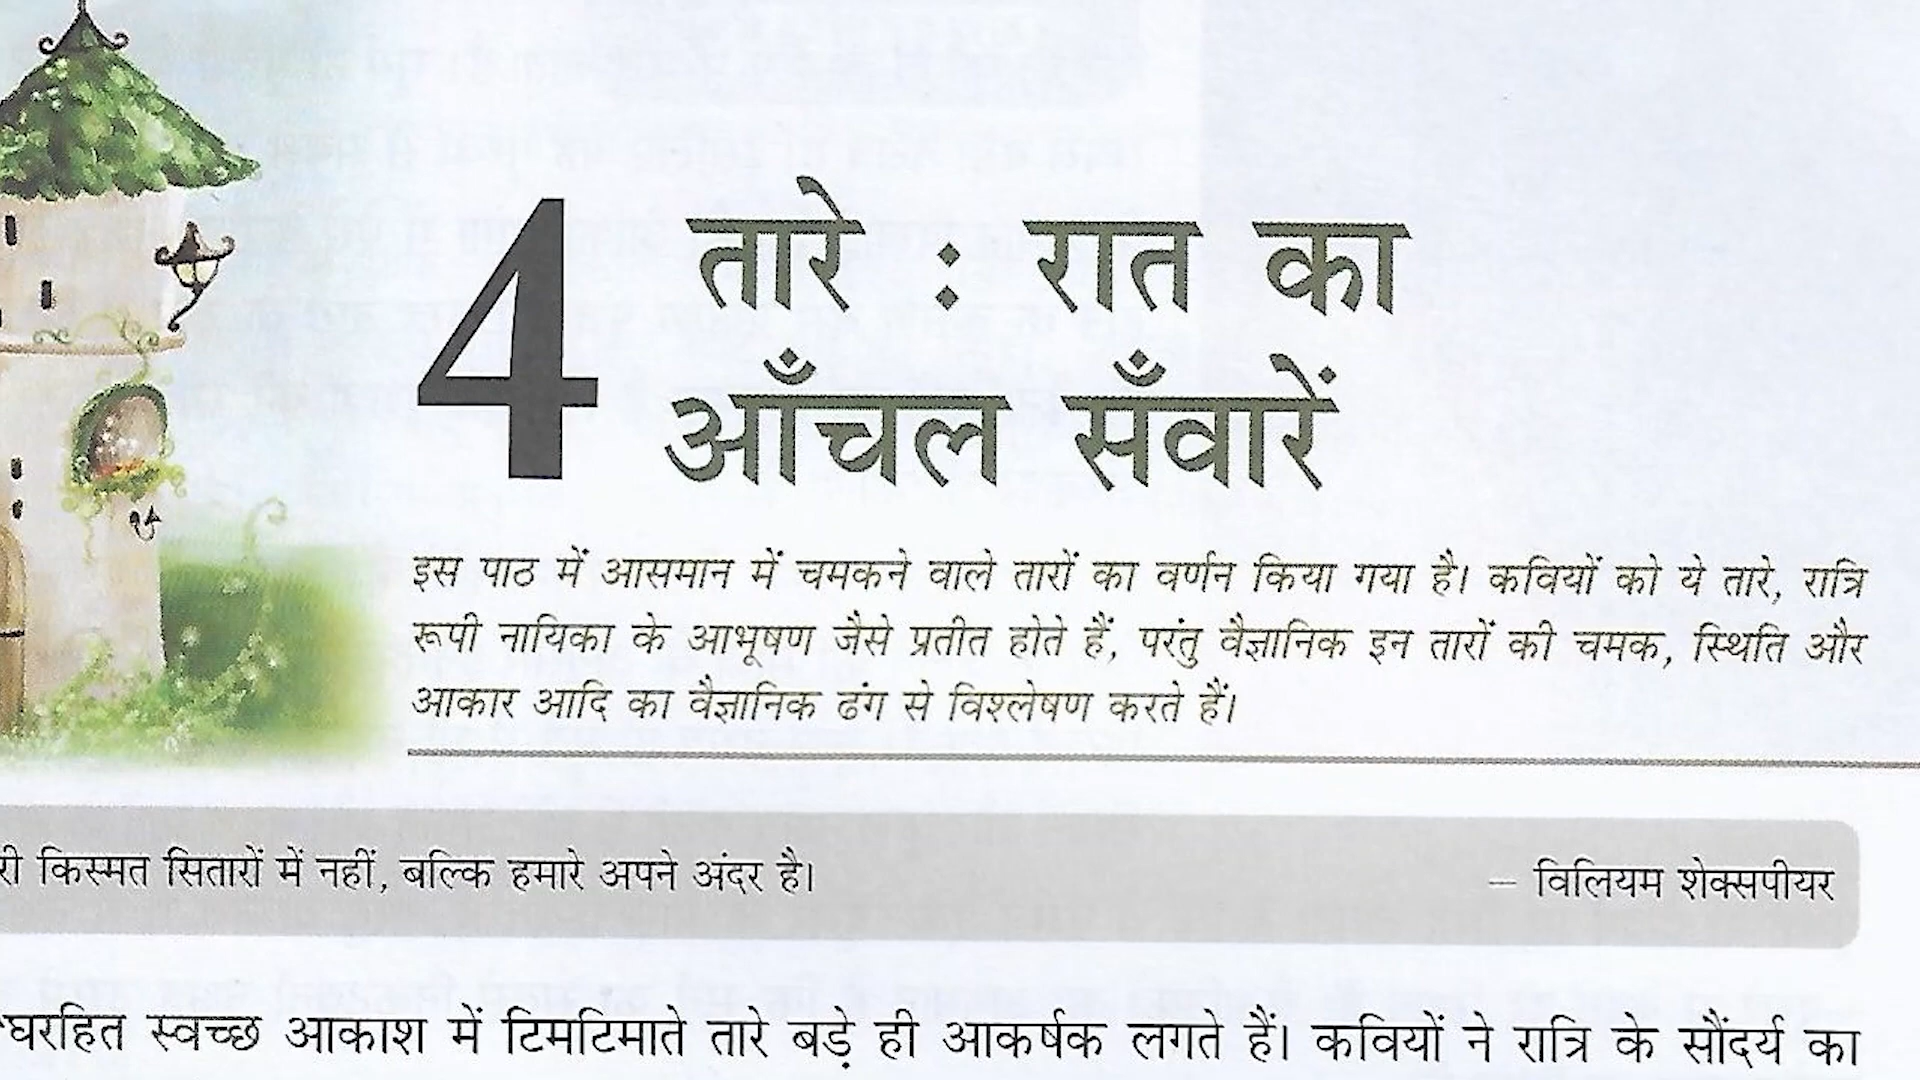 4 तारे : रात का
आँचल सँवारें
इस पाठ में आसमान में चमकने वाले तारों का वर्णन किया गया है। कवियों को ये तारे, रात्रि
रूपी नायिका के आभूषण जैसे प्रतीत होते हैं, परंतु वैज्ञानिक इन तारों की चमक, स्थिति और
आकार आदि का वैज्ञानिक ढंग से विश्लेषण करते हैं।
किस्मत सितारों में नहीं, बल्कि हमारे अपने अंदर है।
– विलियम शेक्सपीयर
स्वच्छ आकाश में टिमटिमाते तारे बड़े ही आकर्षक लगते हैं। कवियों ने रात्रि के सौंदर्य का